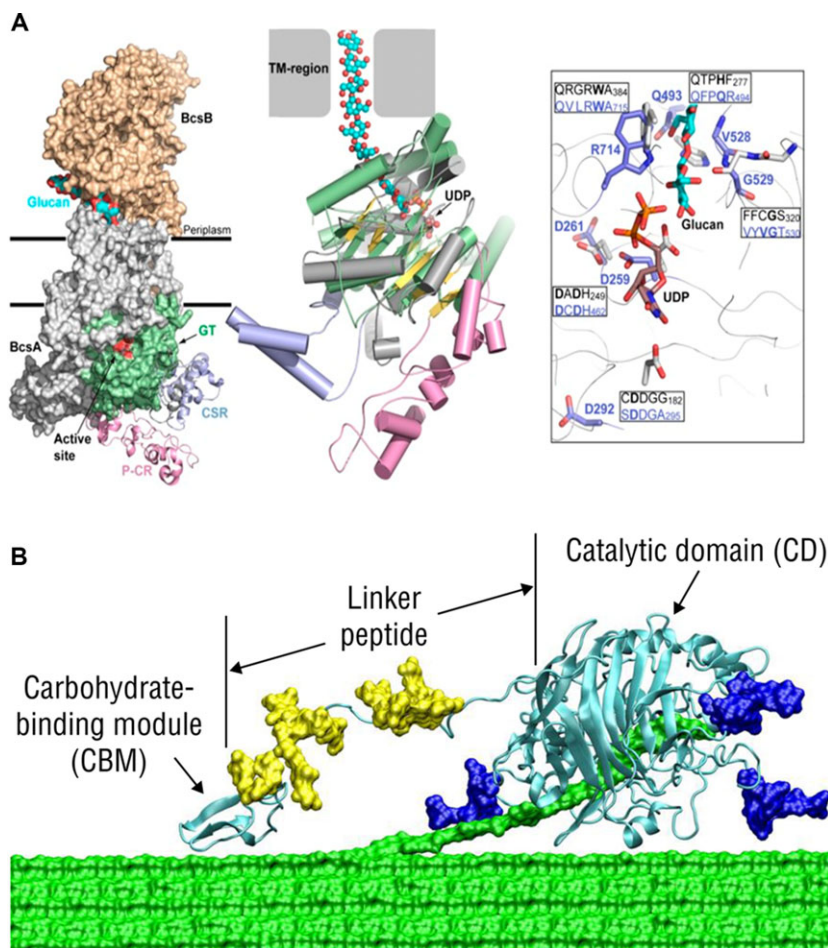 A
BcsB
Glucan
Periplasm
BcsA
GT
CSR
Active
site
P-CR
TM-region
UDP
QRGRWA384
QVLRWA715
QTPHF277
QFPQR494
Q493
V528
R714
G529
Glucan
FFCGS320
VYVGT530
D261
D259
UDP
DADH249
DCDH462
CDDGG182
SDDGA295
D292
B
Catalytic domain (CD)
Linker
peptide
Carbohydrate-
binding module
(CBM)